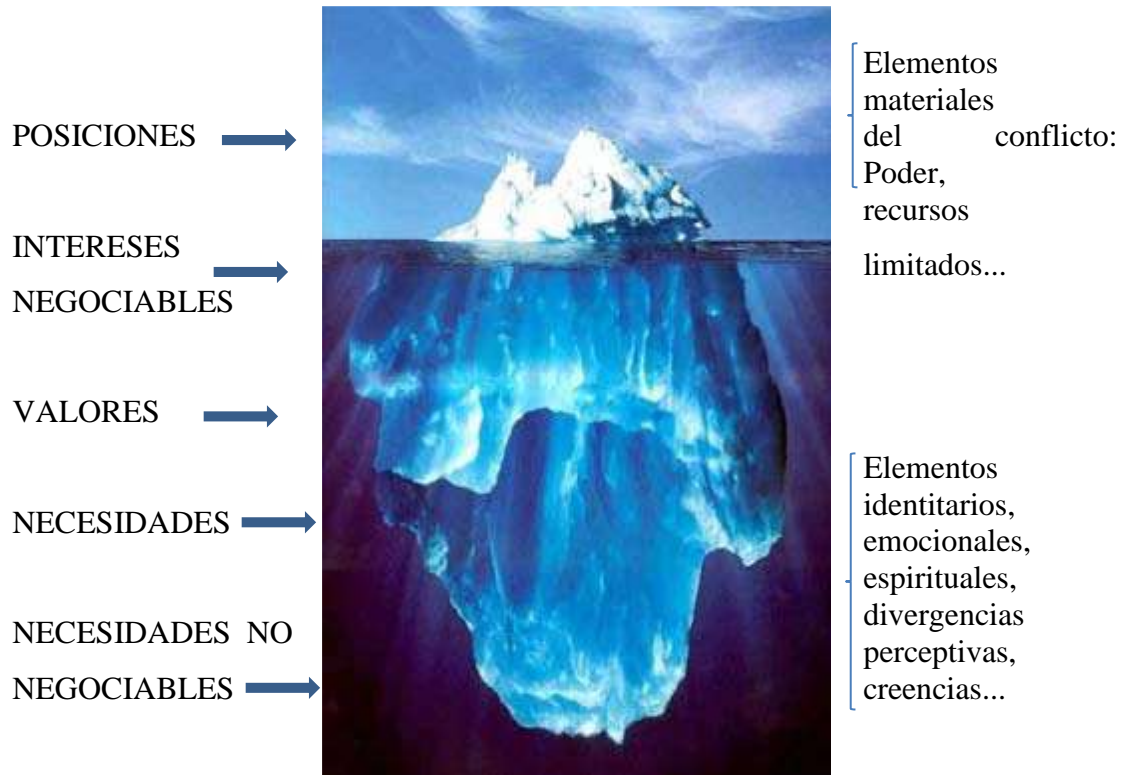 POSICIONES
INTERESES
NEGOCIABLES
VALORES
NECESIDADES
NECESIDADES NO
NEGOCIABLES
Elementos
materiales
del conflicto:
Poder,
recursos
limitados...
Elementos
identitarios,
emocionales,
espirituales,
divergencias
perceptivas,
creencias...